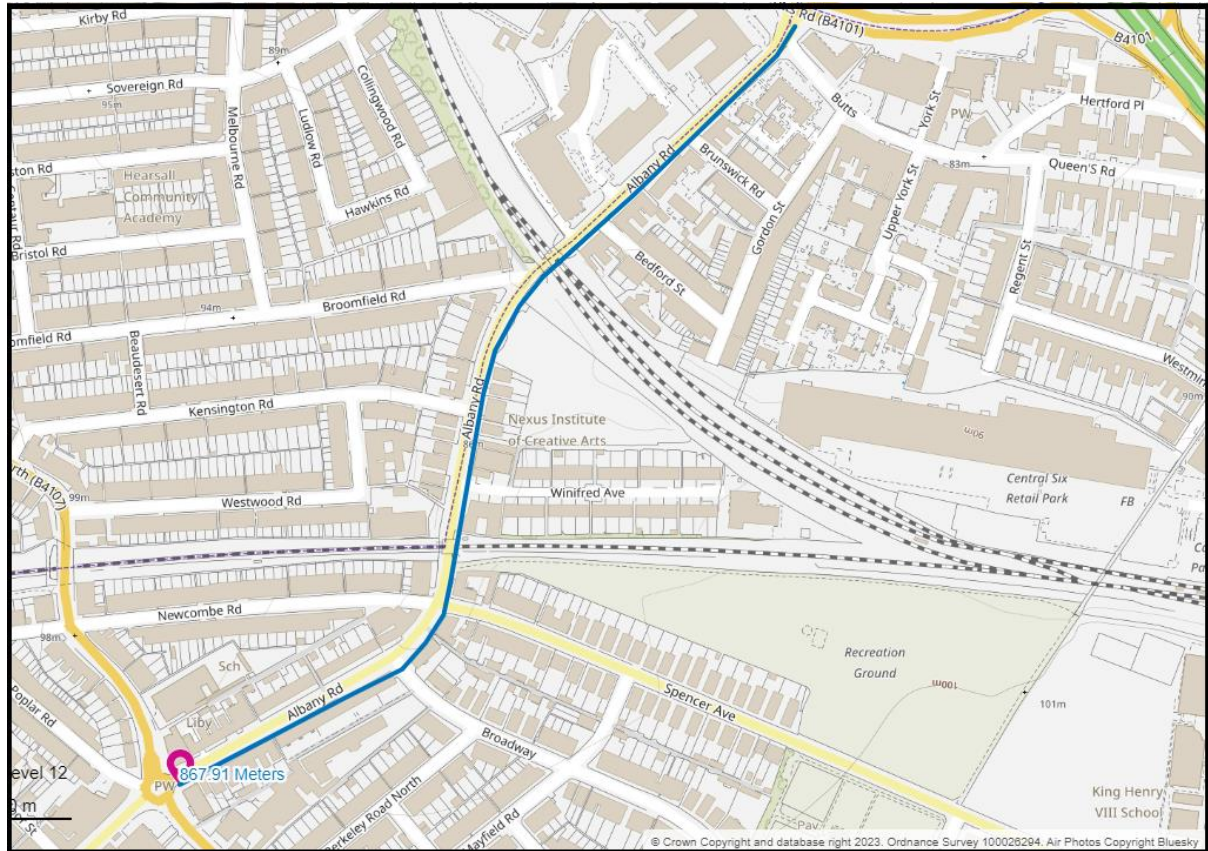 Kirby Rd
s Rd (B4101)
B4101
89m
Sovereign Rd
95m
Collingwood Rd
Ludlow Rd
Melbourne Rd
Butts
York St
PW
Hertford Pl
83m
Queen'S Rd
ston Rd
Hearsall
Community
Academy
Hawkins Rd
Albany Rd
Brunswick Rd
Gordon St
Upper York St
Regent St
Bristol Rd
Bedford St
Broomfield Rd
94m
omfield Rd
Beaudesert Rd
Westmin
90m
Kensington Rd
Albany Rd
Nexus Institute
of Creative Arts
90m
Central Six
Retail Park
FB
rth (B4107)
99m
Westwood Rd
Winifred Ave
Newcombe Rd
98m
Sch
Recreation
Ground
100m
101m
Poplar Rd
Liby
Albany Rd
Spencer Ave
Broadway
evel 12
PW
867.91 Meters
0 m
Berkeley Road North
Mayfield Rd
Pav
King Henry
VIII School
© Crown Copyright and database right 2023. Ordnance Survey 100026294. Air Photos Copyright Bluesky